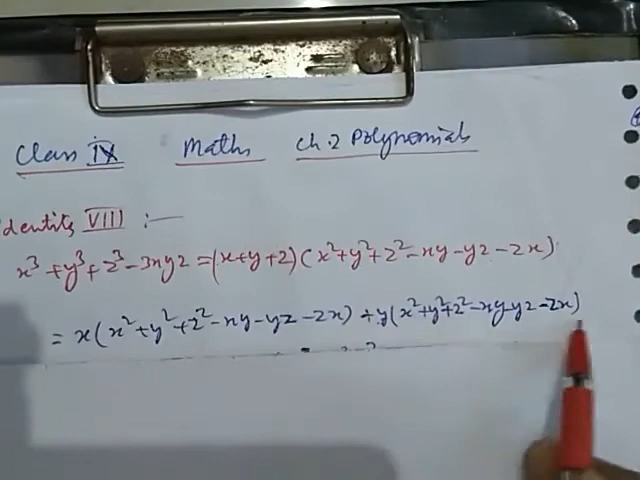 Class IX Maths Ch.2 Polynomials
dentity VIII :-
x³ + y³ + z³ - 3xyz = (x+y+z) (x² + y² + z² - xy - yz - zx)
= x(x² + y² + z² - xy - yz - zx) + y(x² + y² + z² - xy - yz - zx)